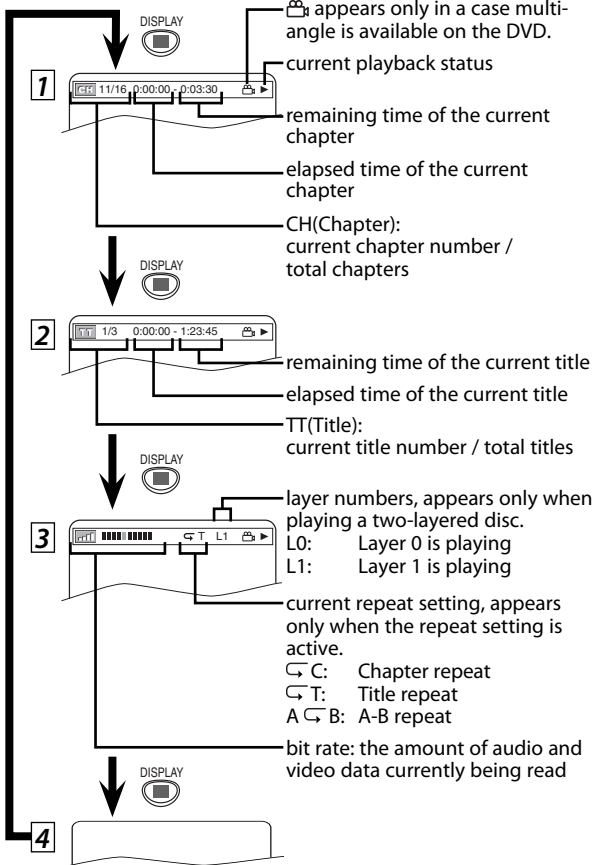 DISPLAY
appears only in a case multi-
angle is available on the DVD.
current playback status
1
CH 11/16 0:00:00 - 0:03:30
remaining time of the current
chapter
elapsed time of the current
chapter
CH(Chapter):
current chapter number /
total chapters
DISPLAY
2
TT 1/3 0:00:00 - 1:23:45
remaining time of the current title
elapsed time of the current title
TT(Title):
current title number / total titles
DISPLAY
3
T L1
layer numbers, appears only when
playing a two-layered disc.
L0: Layer 0 is playing
L1: Layer 1 is playing
current repeat setting, appears
only when the repeat setting is
active.
C: Chapter repeat
T: Title repeat
A B: A-B repeat
bit rate: the amount of audio and
video data currently being read
DISPLAY
4